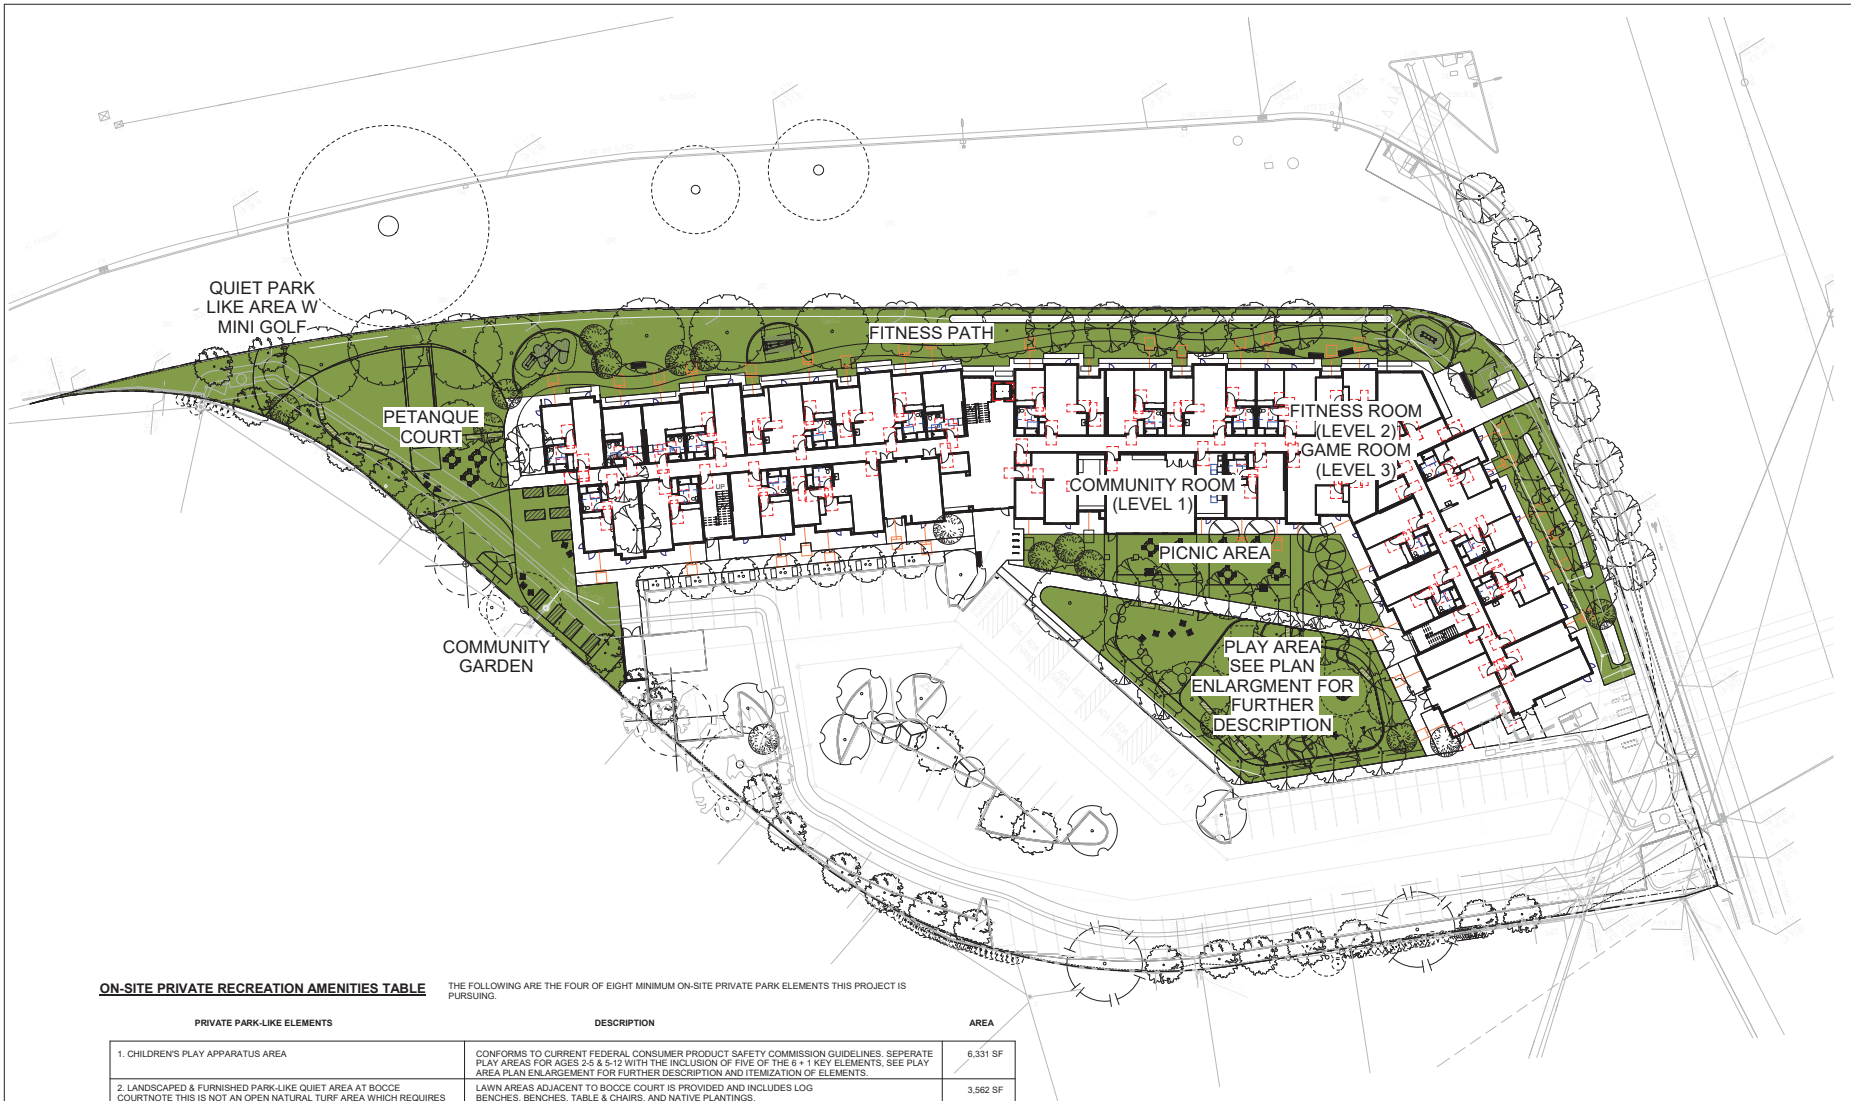 QUIET PARK
LIKE AREA W
MINI GOLF
FITNESS PATH
PETANQUE
COURT
FITNESS ROOM
(LEVEL 2)
GAME ROOM
(LEVEL 3)
COMMUNITY ROOM
(LEVEL 1)
UP
PICNIC AREA
COMMUNITY
GARDEN
PLAY AREA
SEE PLAN
ENLARGMENT FOR
FURTHER
DESCRIPTION
ON-SITE PRIVATE RECREATION AMENITIES TABLE
THE FOLLOWING ARE THE FOUR OF EIGHT MINIMUM ON-SITE PRIVATE PARK ELEMENTS THIS PROJECT IS
PURSUING.
PRIVATE PARK-LIKE ELEMENTS
DESCRIPTION
AREA
1. CHILDREN'S PLAY APPARATUS AREA
CONFORMS TO CURRENT FEDERAL CONSUMER PRODUCT SAFETY COMMISSION GUIDELINES. SEPERATE
PLAY AREAS FOR AGES 2-5 & 5-12 WITH THE INCLUSION OF FIVE OF THE 6 + 1 KEY ELEMENTS, SEE PLAY
AREA PLAN ENLARGEMENT FOR FURTHER DESCRIPTION AND ITEMIZATION OF ELEMENTS.
6,331 SF
2. LANDSCAPED & FURNISHED PARK-LIKE QUIET AREA AT BOCCE
COURTNOTE THIS IS NOT AN OPEN NATURAL TURF AREA WHICH REQUIRES
LAWN AREAS ADJACENT TO BOCCE COURT IS PROVIDED AND INCLUDES LOG
BENCHES, BENCHES, TABLE & CHAIRS, AND NATIVE PLANTINGS.
3,562 SF